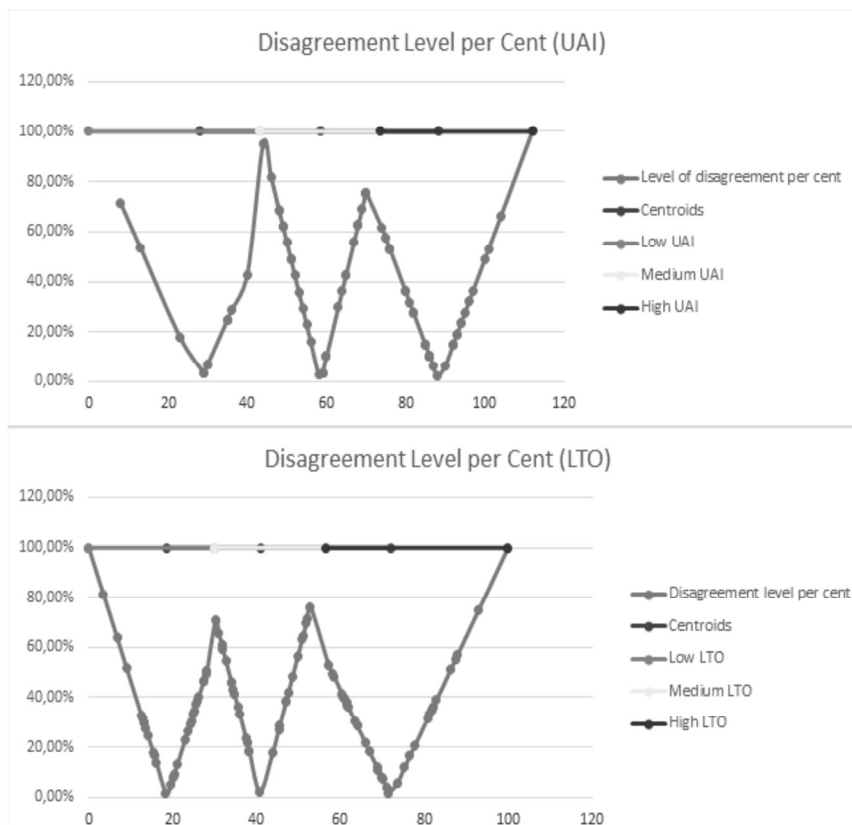 Disagreement Level per Cent (UAI)
120,00%
100,00%
80,00%
60,00%
40,00%
20,00%
0,00%
0 20 40 60 80 100 120
Level of disagreement per cent
Centroids
Low UAI
Medium UAI
High UAI
Disagreement Level per Cent (LTO)
120,00%
100,00%
80,00%
60,00%
40,00%
20,00%
0,00%
0 20 40 60 80 100 120
Disagreement level per cent
Centroids
Low LTO
Medium LTO
High LTO